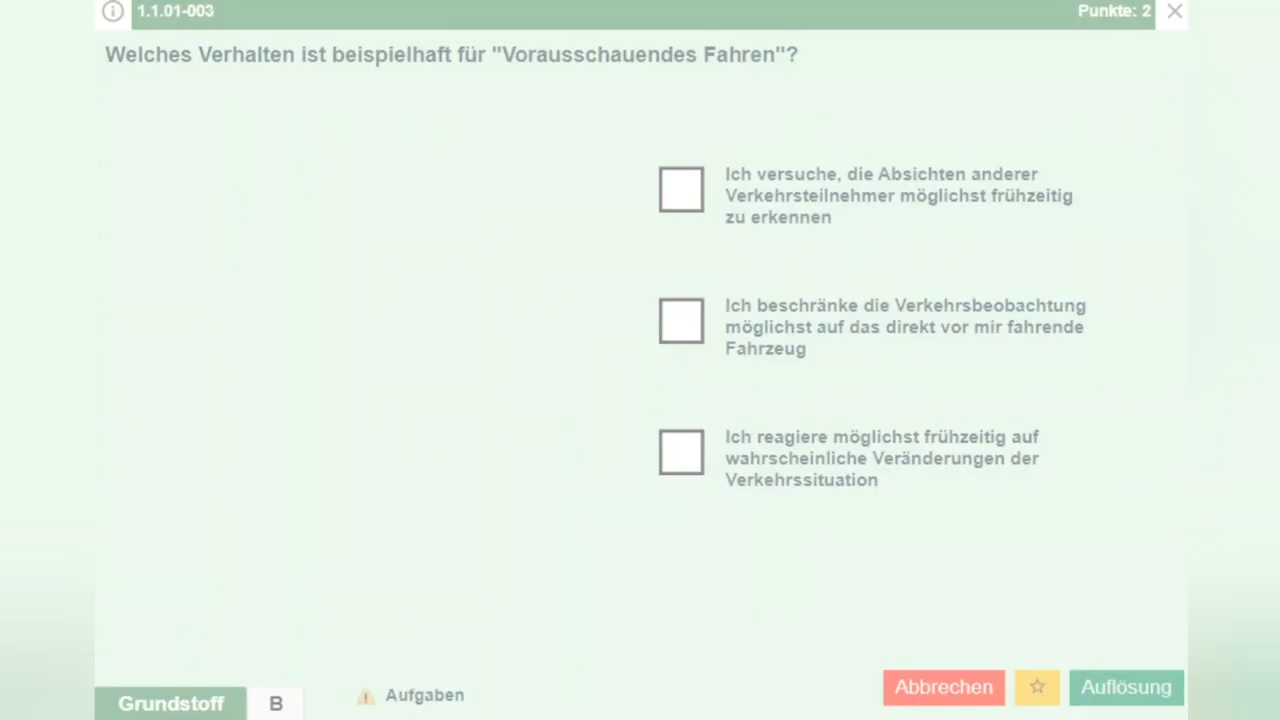 1.1.01-003
Punkte: 2
Welches Verhalten ist beispielhaft für "Vorausschauendes Fahren"?
Ich versuche, die Absichten anderer
Verkehrsteilnehmer möglichst frühzeitig
zu erkennen
Ich beschränke die Verkehrsbeobachtung
möglichst auf das direkt vor mir fahrende
Fahrzeug
Ich reagiere möglichst frühzeitig auf
wahrscheinliche Veränderungen der
Verkehrssituation
Grundstoff
B
Aufgaben
Abbrechen
Auflösung